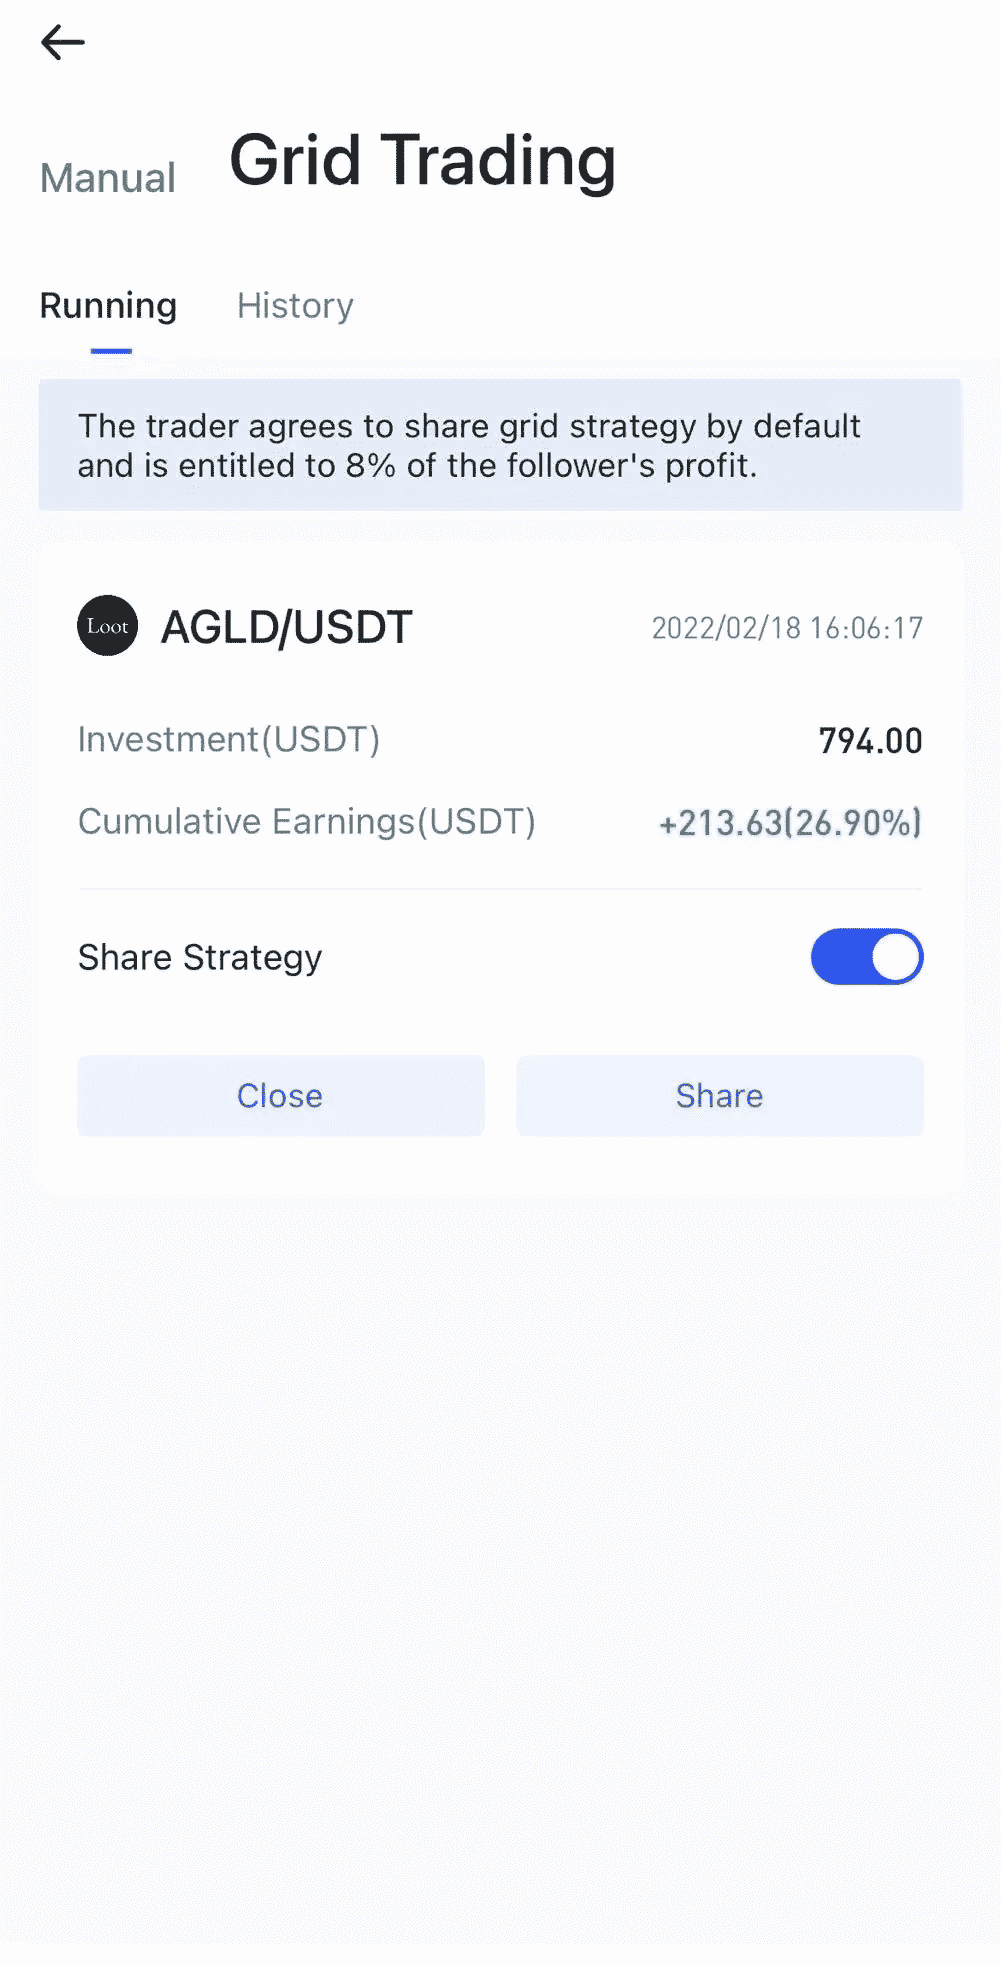 Manual Grid Trading
Running History
The trader agrees to share grid strategy by default
and is entitled to 8% of the follower's profit.
Loot AGLD/USDT 2022/02/18 16:06:17
Investment(USDT) 794.00
Cumulative Earnings(USDT) +213.63(26.90%)
Share Strategy
Close Share